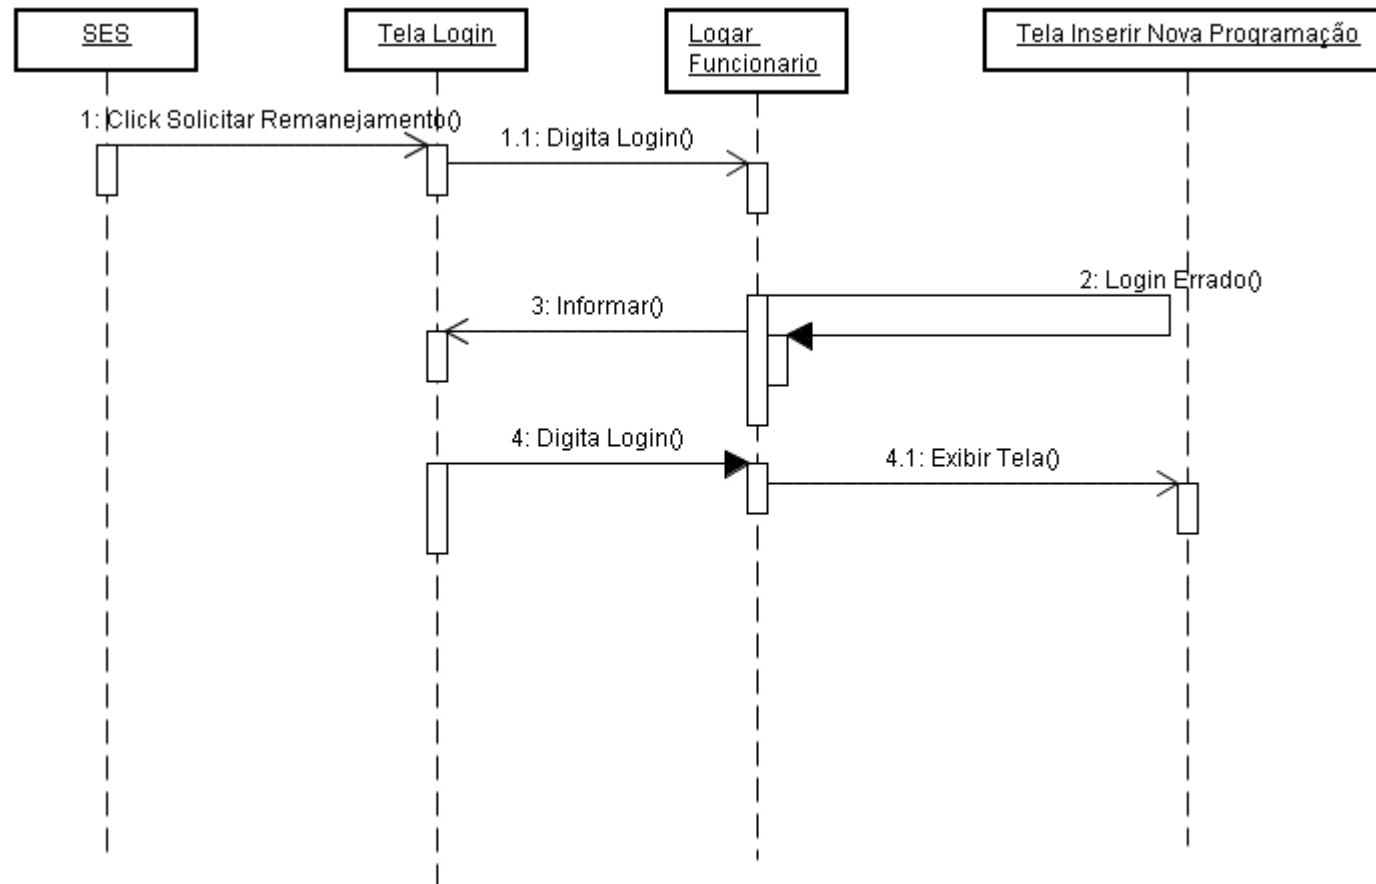 SES
Tela Login
Logar
Funcionario
Tela Inserir Nova Programação
1: Click Solicitar Remanejamento()
1.1: Digita Login()
2: Login Errado()
3: Informar()
4: Digita Login()
4.1: Exibir Tela()